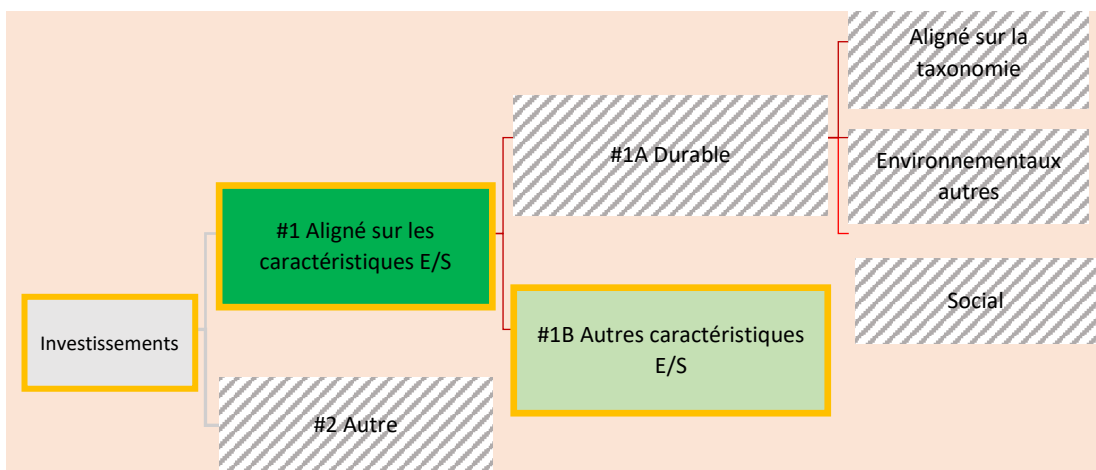 Aligné sur la
taxonomie
#1A Durable
Environnementaux
autres
#1 Aligné sur les
caractéristiques E/S
Social
#1B Autres caractéristiques
E/S
Investissements
#2 Autre